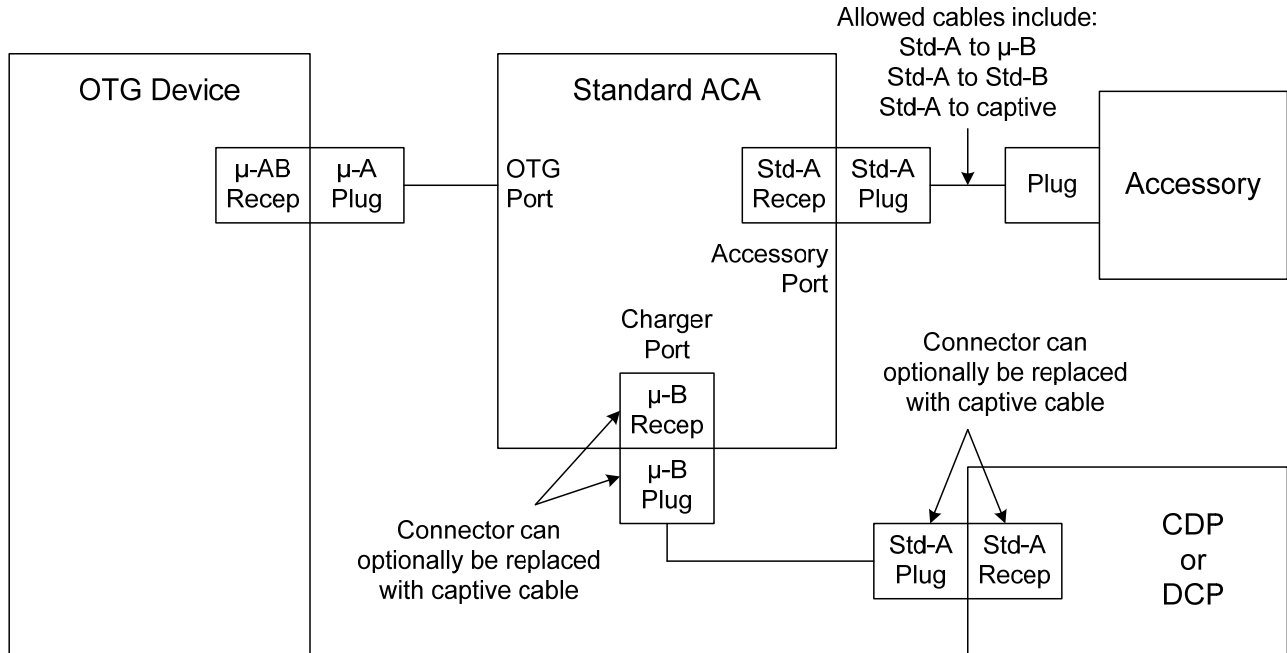 Allowed cables include:
Std-A to μ-B
Std-A to Std-B
Std-A to captive
OTG Device
Standard ACA
μ-AB
Recep
μ-A
Plug
OTG
Port
Std-A
Recep
Std-A
Plug
Plug
Accessory
Accessory
Port
Charger
Port
μ-B
Recep
μ-B
Plug
Connector can
optionally be replaced
with captive cable
Connector can
optionally be replaced
with captive cable
Std-A
Plug
Std-A
Recep
CDP
or
DCP